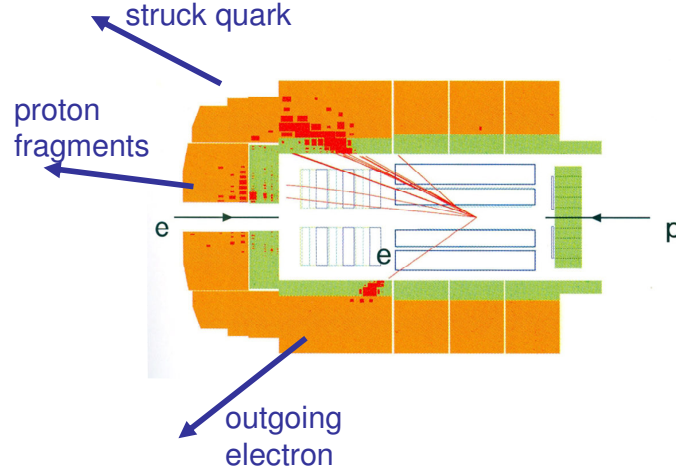 struck quark
proton
fragments
e
p
e
outgoing
electron